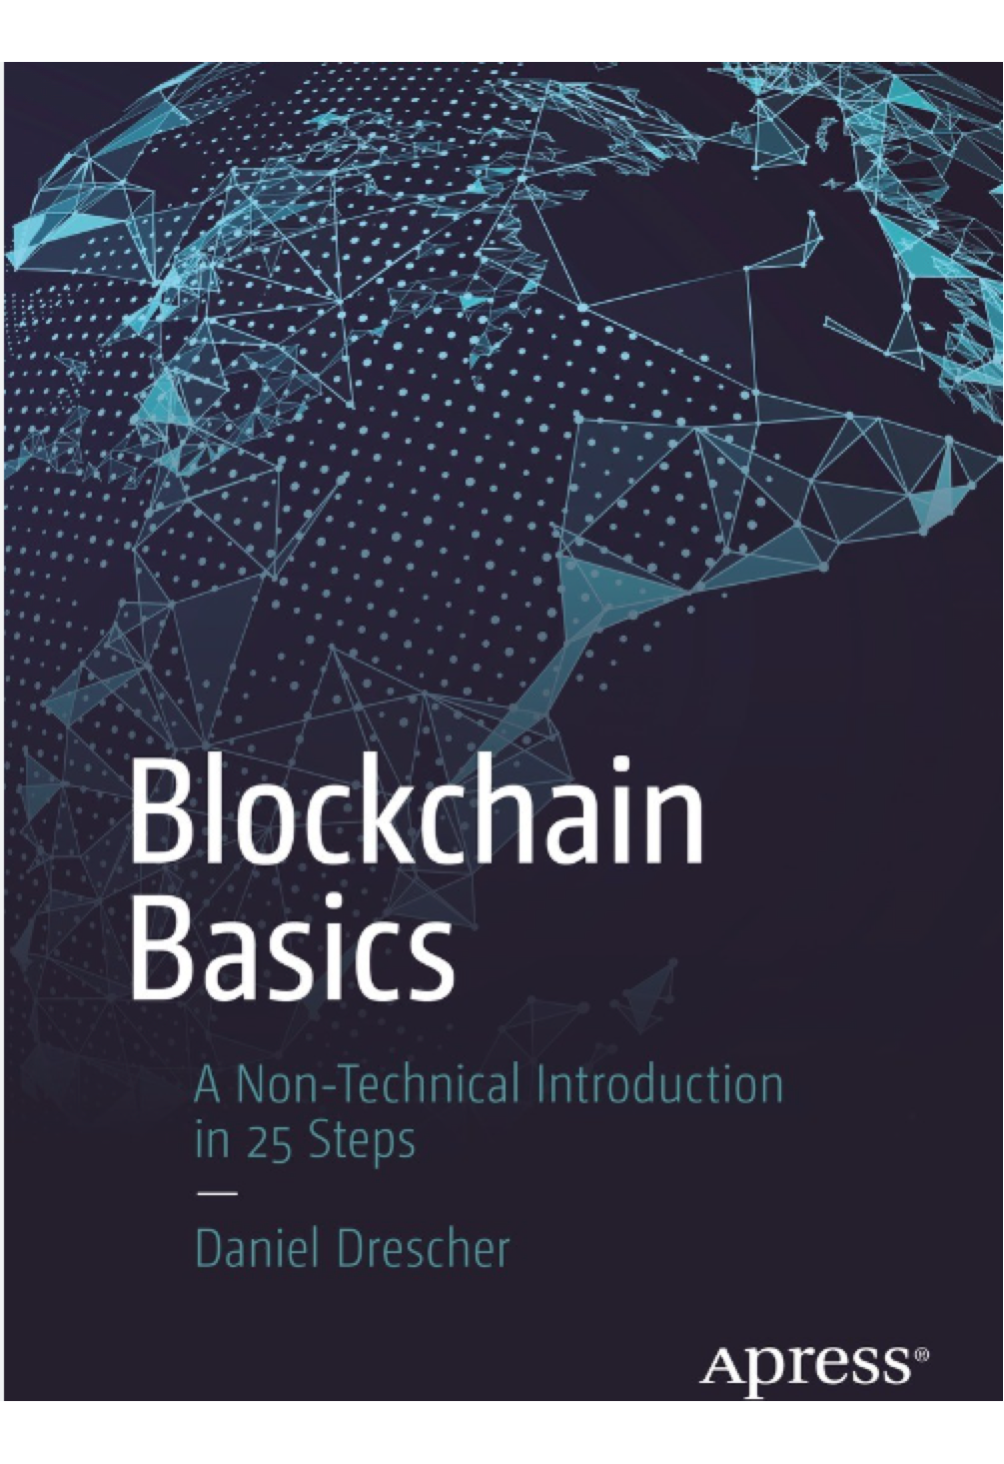 Blockchain
Basics
A Non-Technical Introduction
in 25 Steps
—
Daniel Drescher
Apress®